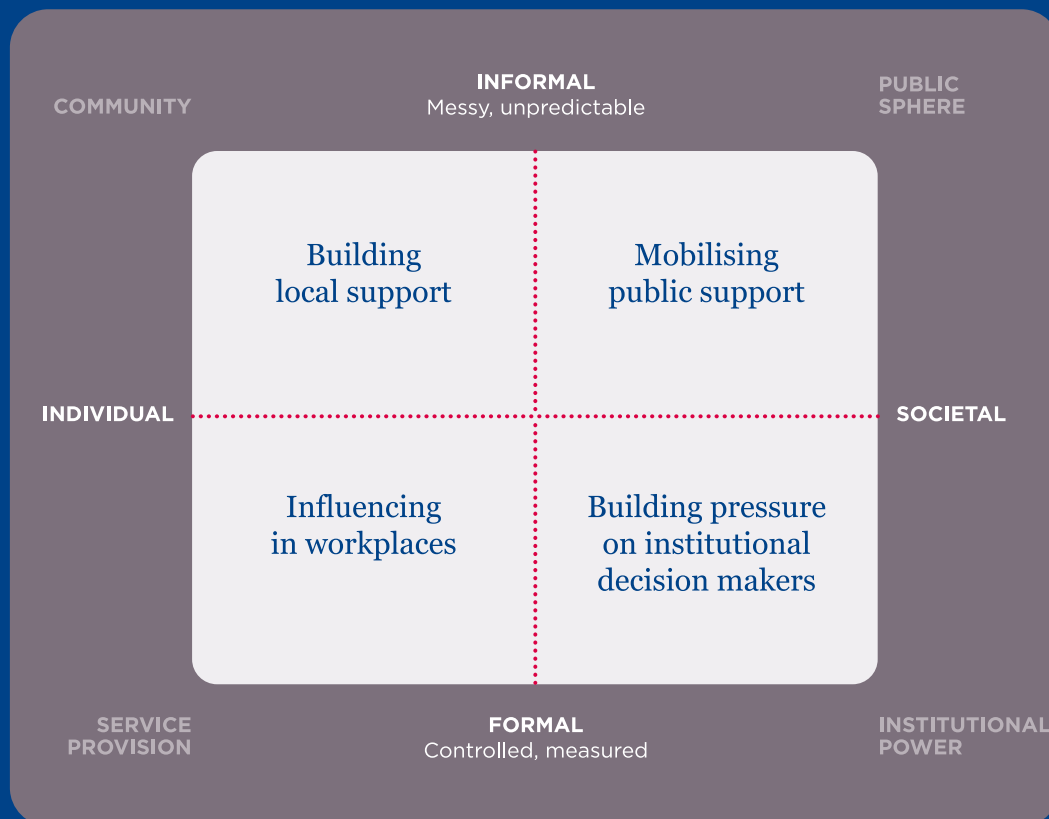 COMMUNITY
INFORMAL
Messy, unpredictable
PUBLIC
SPHERE
Building
local support
Mobilising
public support
INDIVIDUAL
SOCIETAL
Influencing
in workplaces
Building pressure
on institutional
decision makers
SERVICE
PROVISION
FORMAL
Controlled, measured
INSTITUTIONAL
POWER